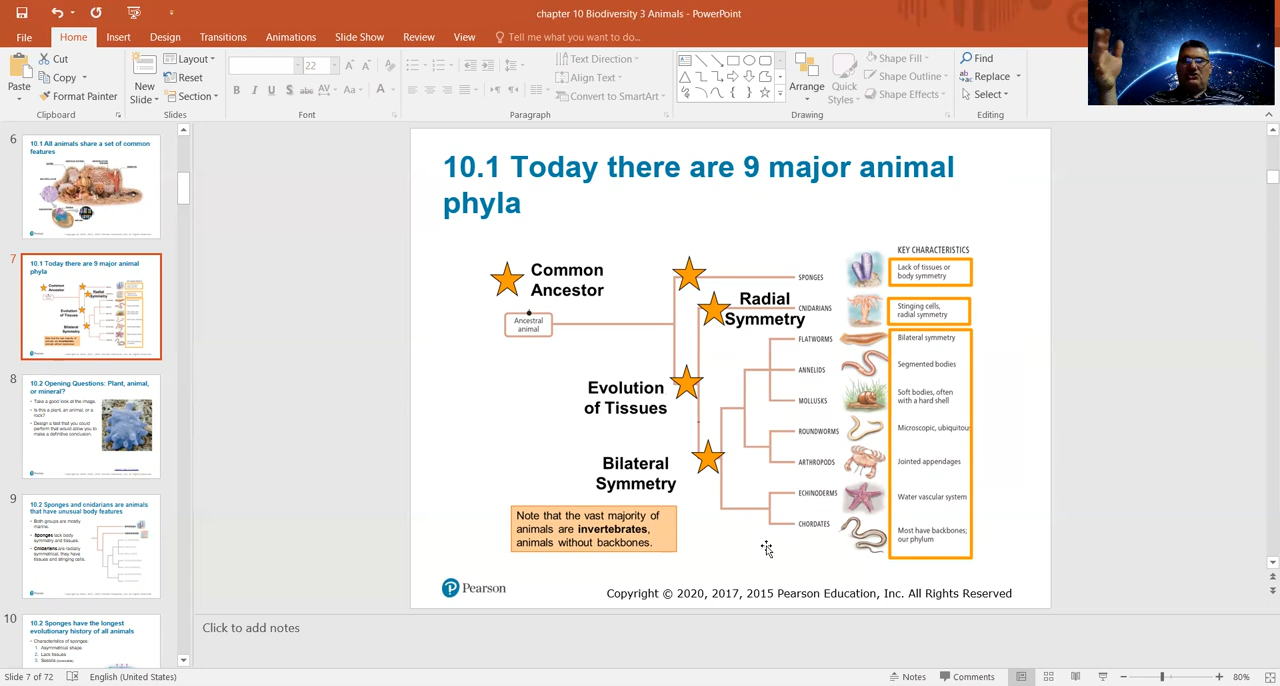 chapter 10 Biodiversity 3 Animals - PowerPoint
File
Home
Insert
Design
Transitions
Animations
Slide Show
Review
View
Tell me what you want to do...
Paste
Cut
Copy
Format Painter
Clipboard
New
Slide
Layout
Reset
Section
Slides
22
B I U S abc AV Aa A
Font
Text Direction
Align Text
Convert to SmartArt
Paragraph
Arrange
Quick
Styles
Shape Fill
Shape Outline
Shape Effects
Drawing
Find
Replace
Select
Editing
6
10.1 All animals share a set of common
features
7
10.1 Today there are 9 major animal
phyla
8
10.2 Opening Questions: Plant, animal,
or mineral?
• Take a good look at the image.
• Is this a plant, an animal, or a
rock?
• Design a test that you could
perform that would allow you to
make a definitive conclusion.
9
10.2 Sponges and cnidarians are animals
that have unusual body features
• Both groups are mostly
marine.
• Sponges lack body
symmetry and tissues.
• Cnidarians are radially
symmetrical, they have
tissues and stinging cells.
10
10.2 Sponges have the longest
evolutionary history of all animals
• Characteristics of sponges:
1. Asymmetrical shape
2. Lack tissues
10.1 Today there are 9 major animal
phyla
Common
Ancestor
Ancestral
animal
Evolution
of Tissues
Bilateral
Symmetry
Radial
Symmetry
KEY CHARACTERISTICS
SPONGES
Lack of tissues or
body symmetry
CNIDARIANS
Stinging cells,
radial symmetry
FLATWORMS
Bilateral symmetry
ANNELIDS
Segmented bodies
MOLLUSKS
Soft bodies, often
with a hard shell
ROUNDWORMS
Microscopic, ubiquitous
ARTHROPODS
Jointed appendages
ECHINODERMS
Water vascular system
CHORDATES
Most have backbones;
our phylum
Note that the vast majority of
animals are invertebrates,
animals without backbones.
Pearson
Copyright © 2020, 2017, 2015 Pearson Education, Inc. All Rights Reserved
Click to add notes
Slide 7 of 72
English (United States)
Notes
Comments
80%